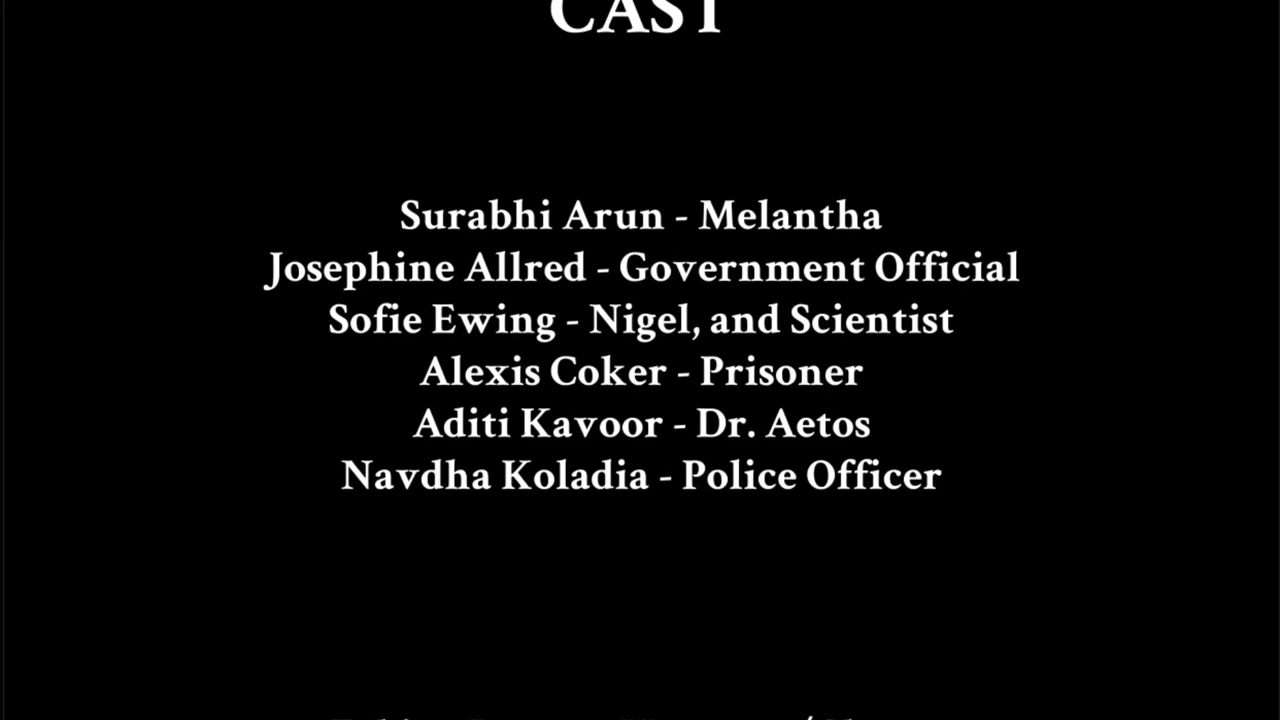 CAST
Surabhi Arun - Melantha
Josephine Allred - Government Official
Sofie Ewing - Nigel, and Scientist
Alexis Coker - Prisoner
Aditi Kavoor - Dr. Aetos
Navdha Koladia - Police Officer